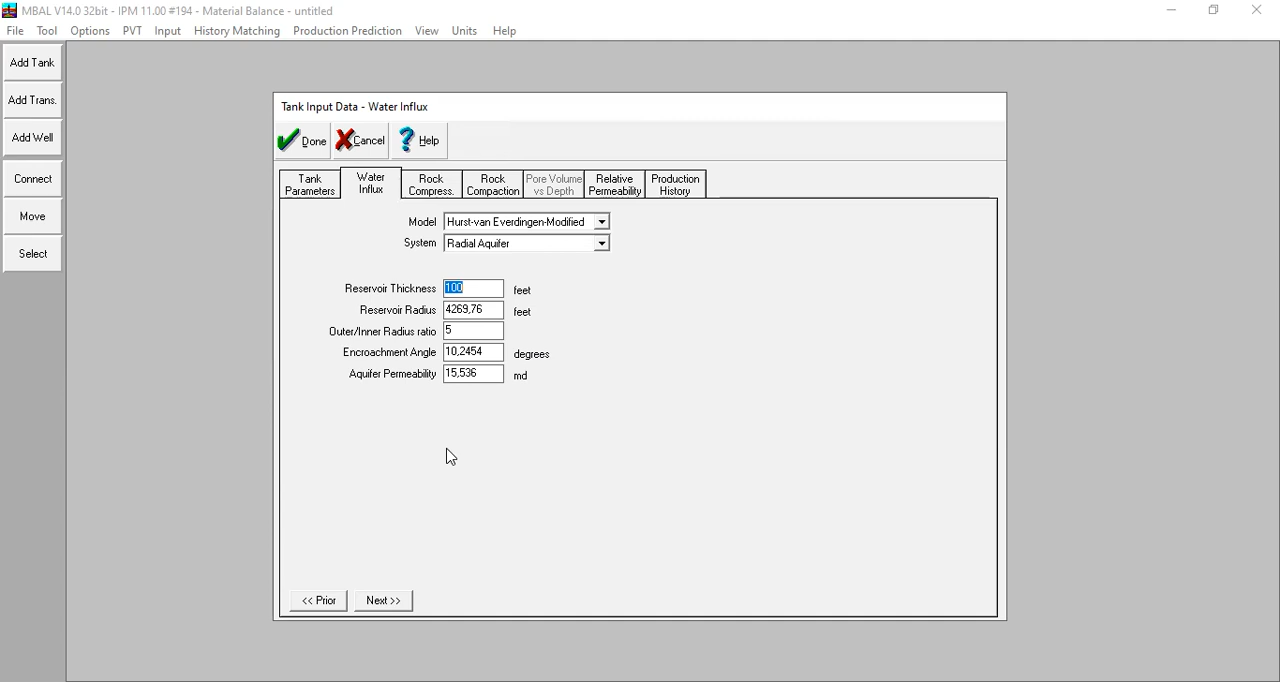 MBAL V14.0 32bit - IPM 11.00 #194 - Material Balance - untitled
File Tool Options PVT Input History Matching Production Prediction View Units Help
Add Tank
Add Trans.
Add Well
Connect
Move
Select
Tank Input Data - Water Influx
Done Cancel Help
Tank Parameters
Water Influx
Rock Compress.
Rock Compaction
Pore Volume vs Depth
Relative Permeability
Production History
Model Hurst-van Everdingen-Modified
System Radial Aquifer
Reservoir Thickness 100 feet
Reservoir Radius 4269,76 feet
Outer/Inner Radius ratio 5
Encroachment Angle 10,2454 degrees
Aquifer Permeability 15,536 md
<< Prior Next >>